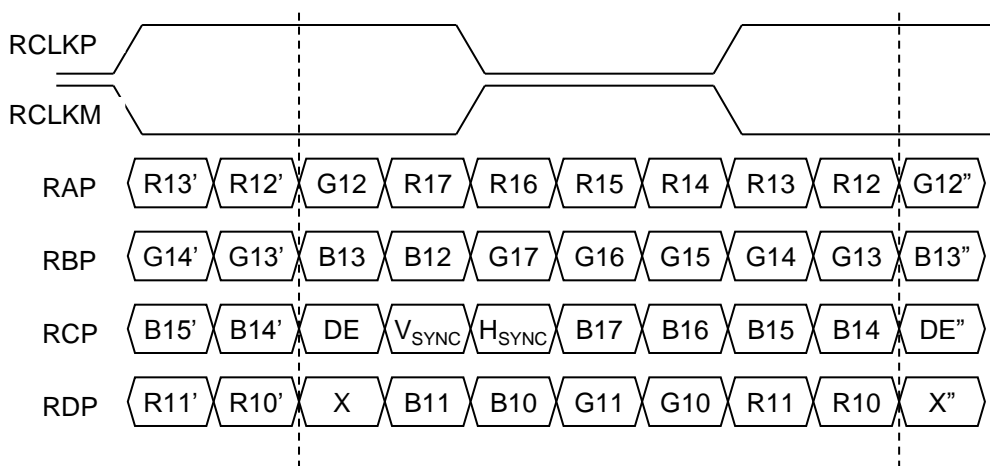 RCLKP
RCLKM
RAP R13’ R12’ G12 R17 R16 R15 R14 R13 R12 G12”
RBP G14’ G13’ B13 B12 G17 G16 G15 G14 G13 B13”
RCP B15’ B14’ DE VSYNC HSYNC B17 B16 B15 B14 DE”
RDP R11’ R10’ X B11 B10 G11 G10 R11 R10 X”